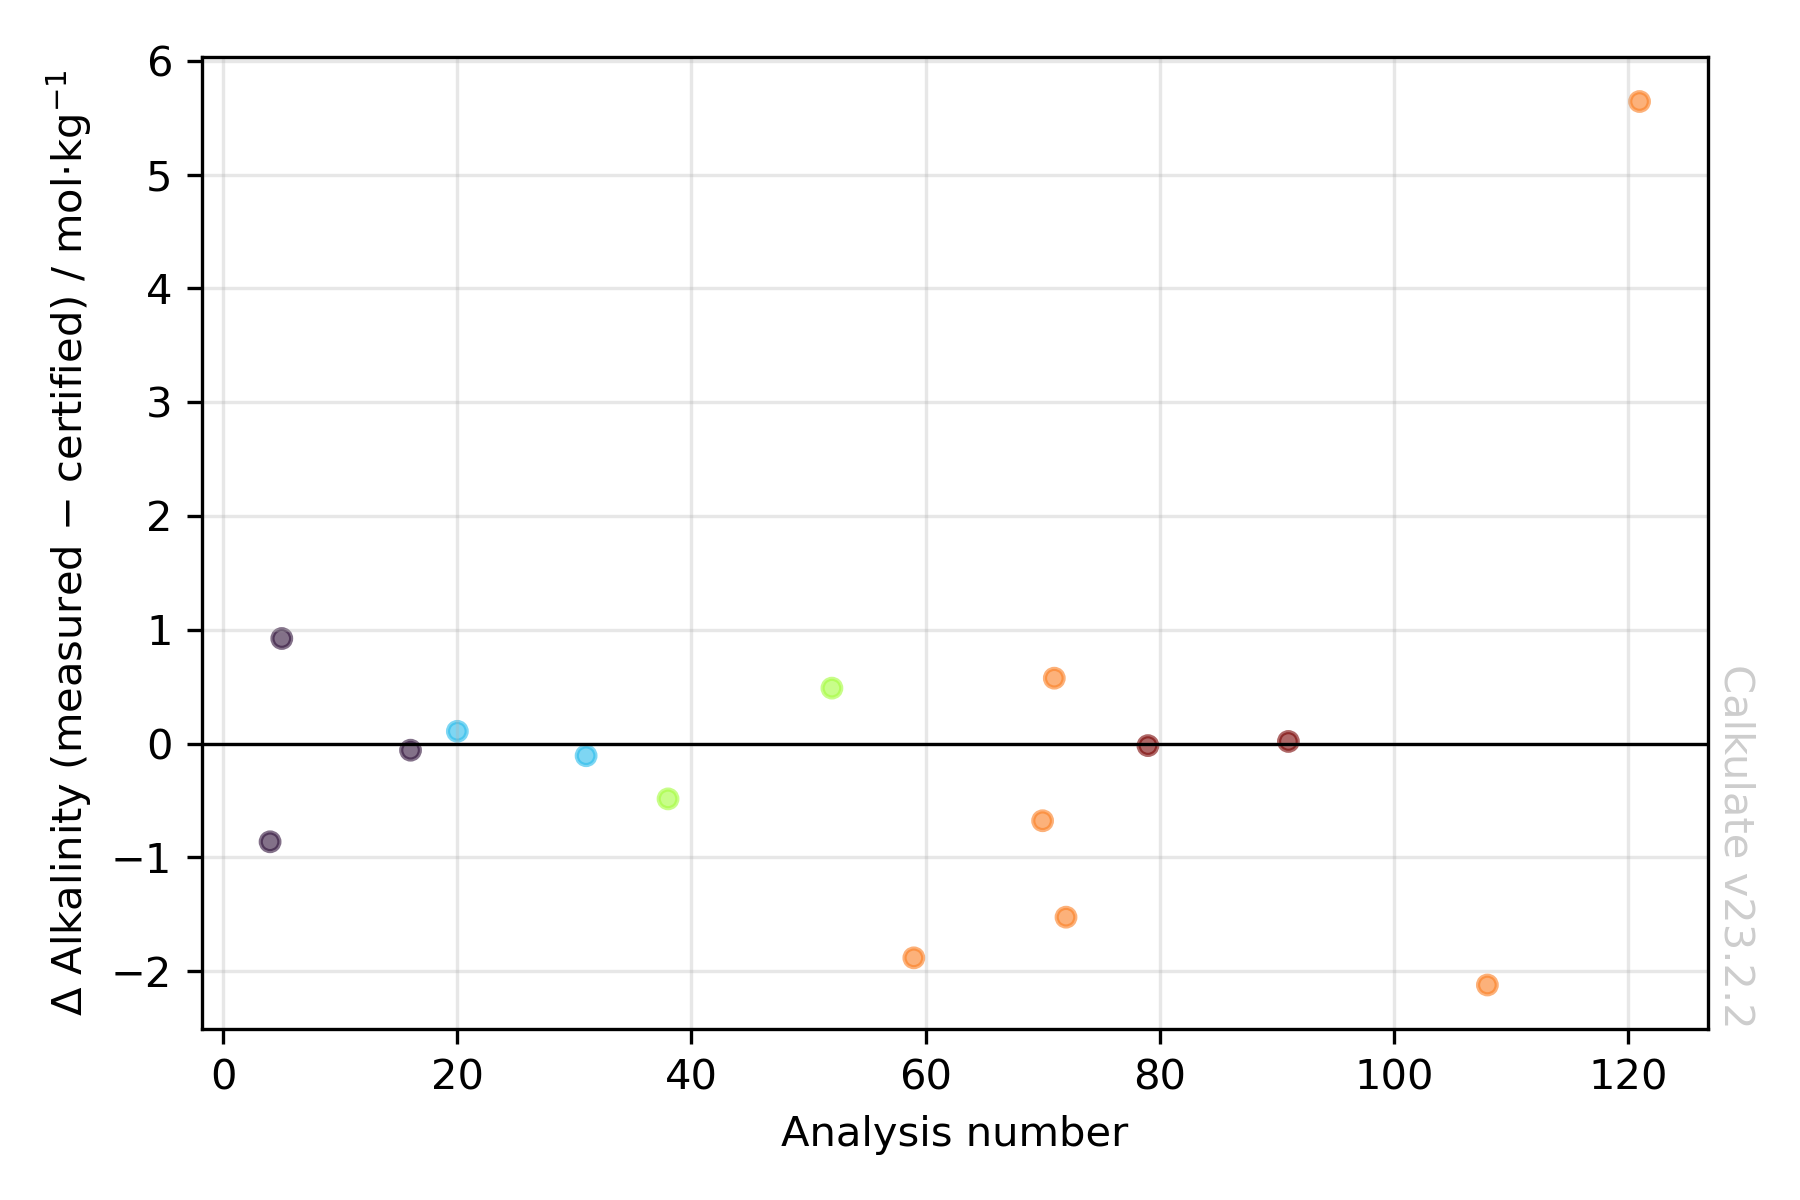 6
5
4
3
2
1
0
−1
−2
Δ Alkalinity (measured − certified) / mol·kg⁻¹
0 20 40 60 80 100 120
Analysis number
Calkulate v23.2.2